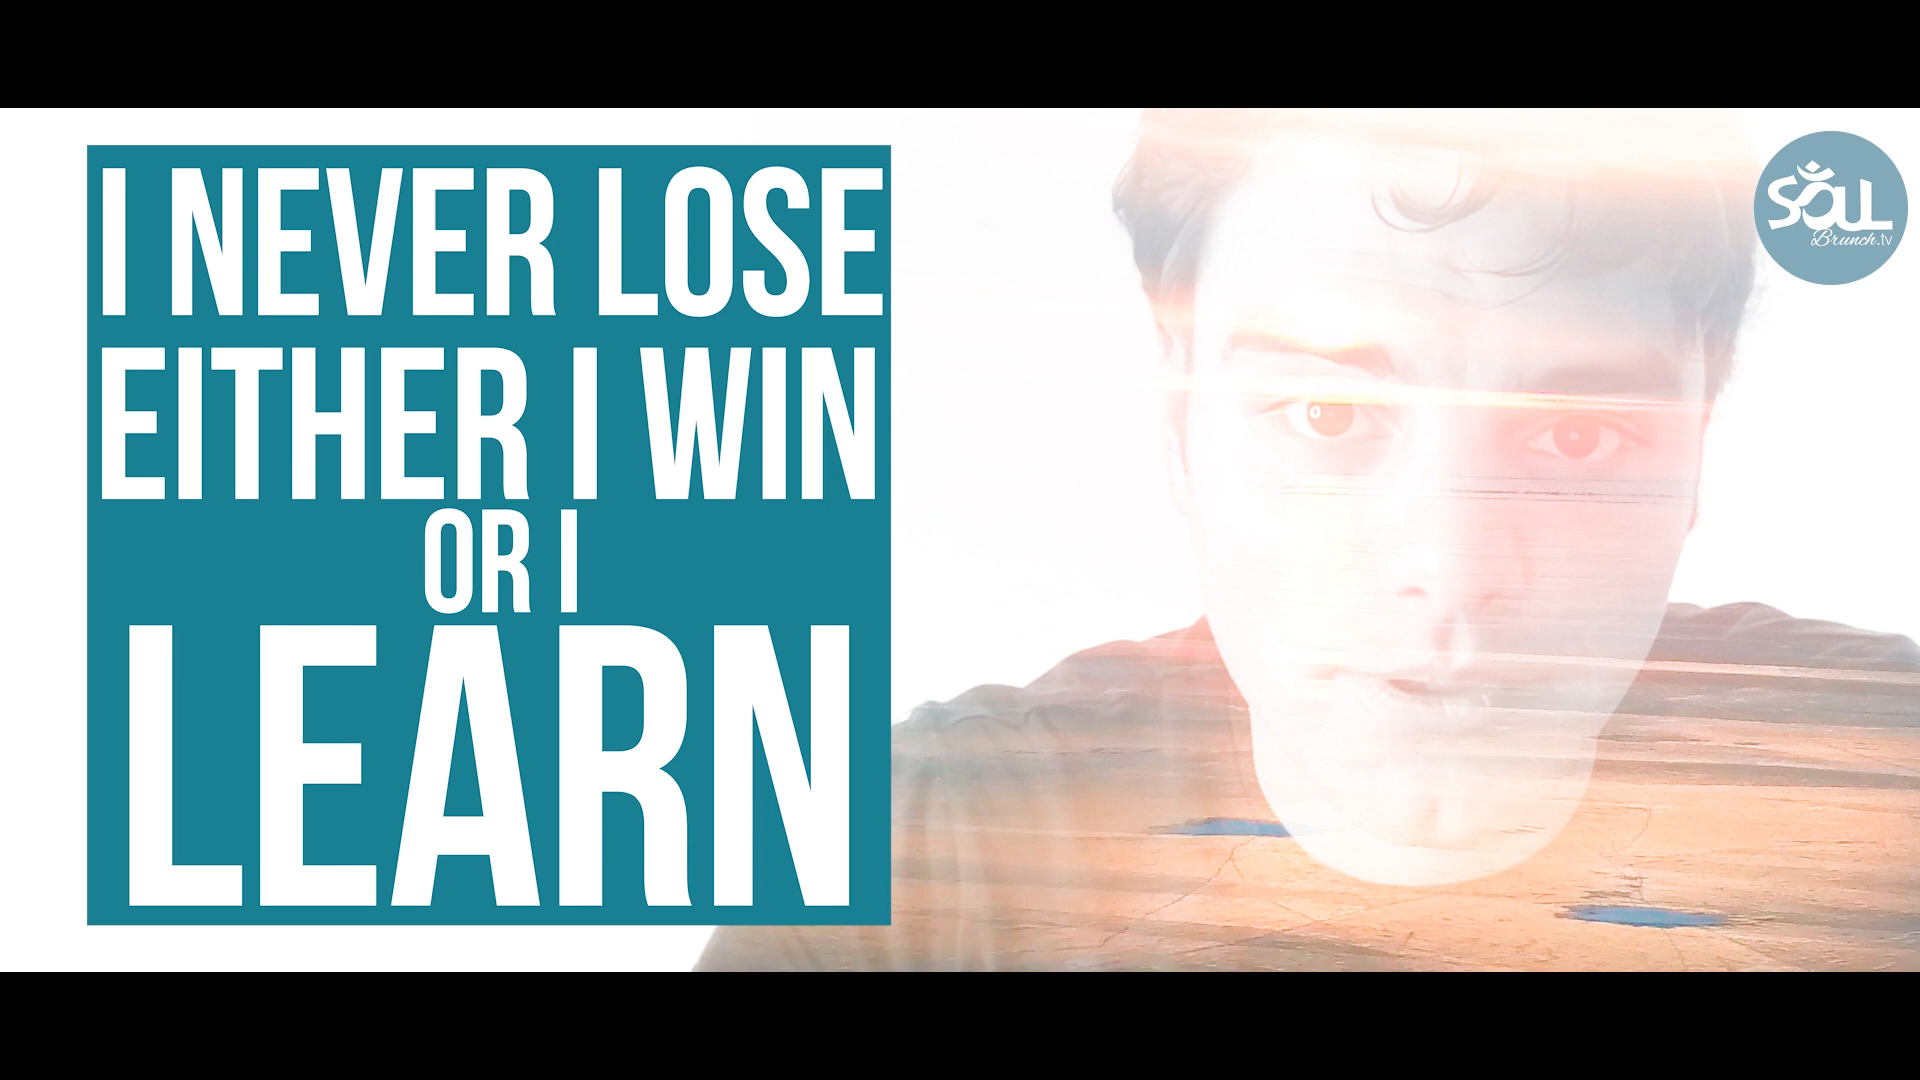 I NEVER LOSE
EITHER I WIN
OR I
LEARN
SOUL
Brunch.tv